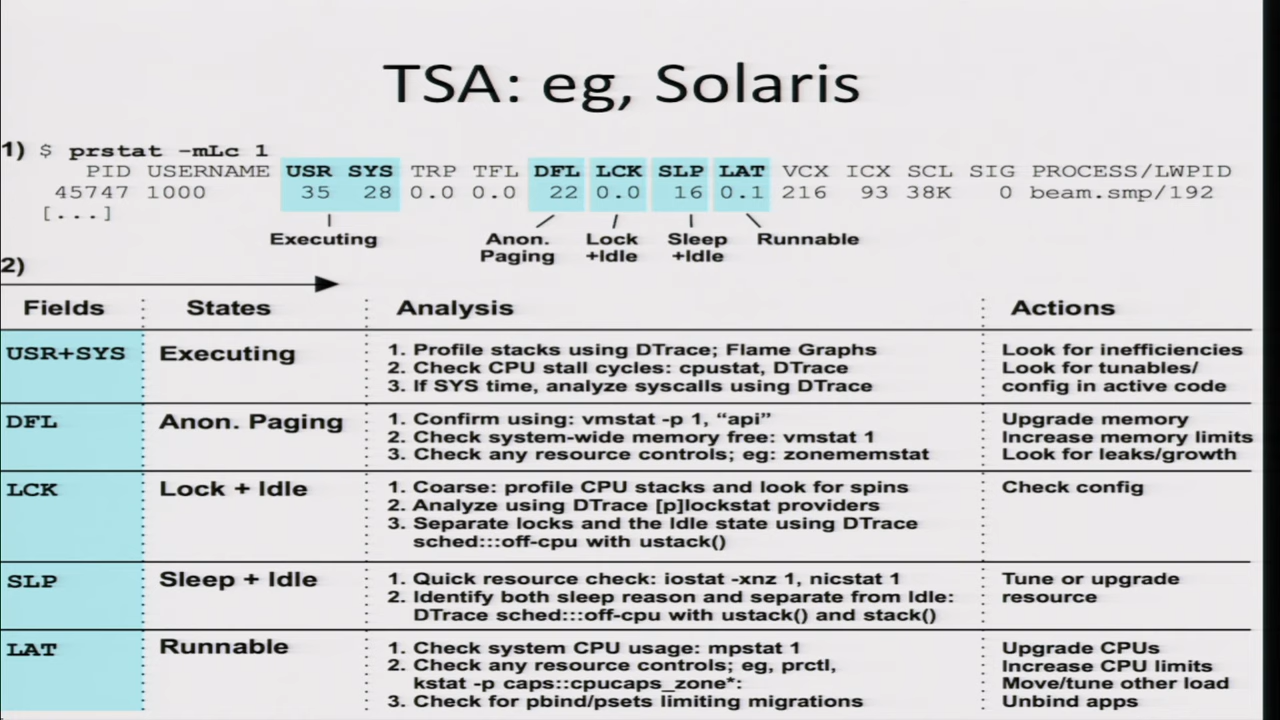 TSA: eg, Solaris
1) $ prstat -mLc 1
PID USERNAME USR SYS TRP TFL DFL LCK SLP LAT VCX ICX SCL SIG PROCESS/LWPID
45747 1000 35 28 0.0 0.0 22 0.0 16 0.1 216 93 38K 0 beam.smp/192
[...]
Executing Anon. Lock Sleep Runnable
Paging +Idle +Idle
2)
Fields States Analysis Actions
USR+SYS Executing 1. Profile stacks using DTrace; Flame Graphs Look for inefficiencies
2. Check CPU stall cycles: cpustat, DTrace Look for tunables/
3. If SYS time, analyze syscalls using DTrace config in active code
DFL Anon. Paging 1. Confirm using: vmstat -p 1, “api” Upgrade memory
2. Check system-wide memory free: vmstat 1 Increase memory limits
3. Check any resource controls; eg: zonememstat Look for leaks/growth
LCK Lock + Idle 1. Coarse: profile CPU stacks and look for spins Check config
2. Analyze using DTrace [p]lockstat providers
3. Separate locks and the Idle state using DTrace
sched:::off-cpu with ustack()
SLP Sleep + Idle 1. Quick resource check: iostat -xnz 1, nicstat 1 Tune or upgrade
2. Identify both sleep reason and separate from Idle: resource
DTrace sched:::off-cpu with ustack() and stack()
LAT Runnable 1. Check system CPU usage: mpstat 1 Upgrade CPUs
2. Check any resource controls; eg, prctl, Increase CPU limits
kstat -p caps::cpucaps_zone*: Move/tune other load
3. Check for pbind/psets limiting migrations Unbind apps